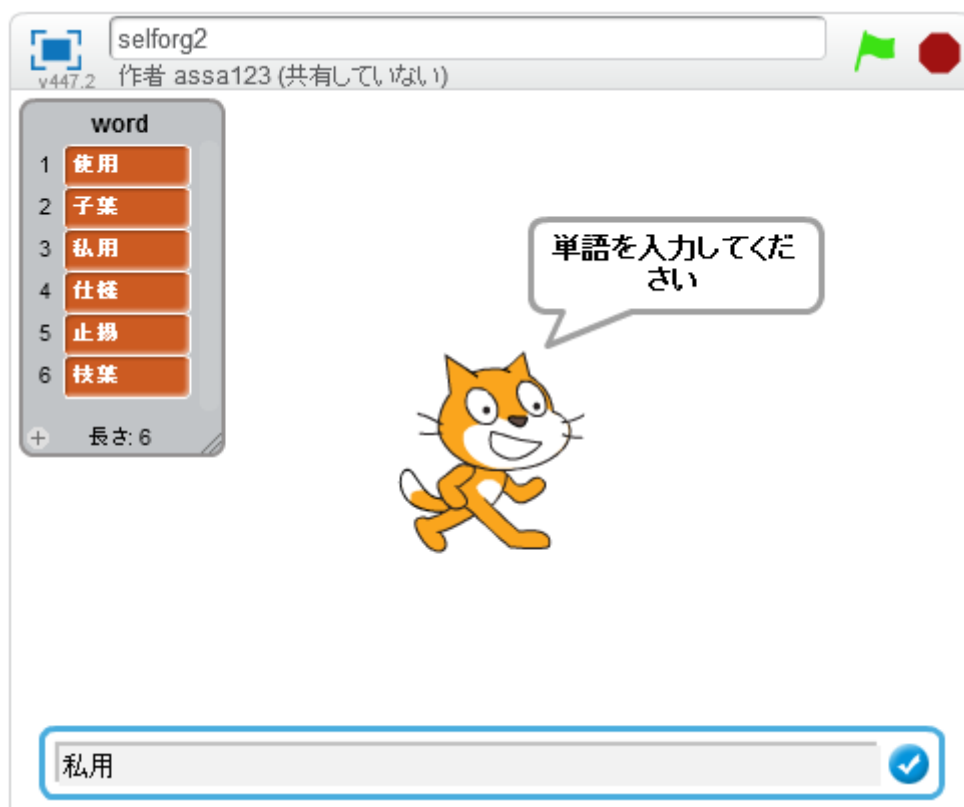 selforg2
v447.2
作者 assa123 (共有していない)
word
1 使用
2 子葉
3 私用
4 仕様
5 止揚
6 枝葉
+ 長さ: 6
単語を入力してくだ
さい
私用